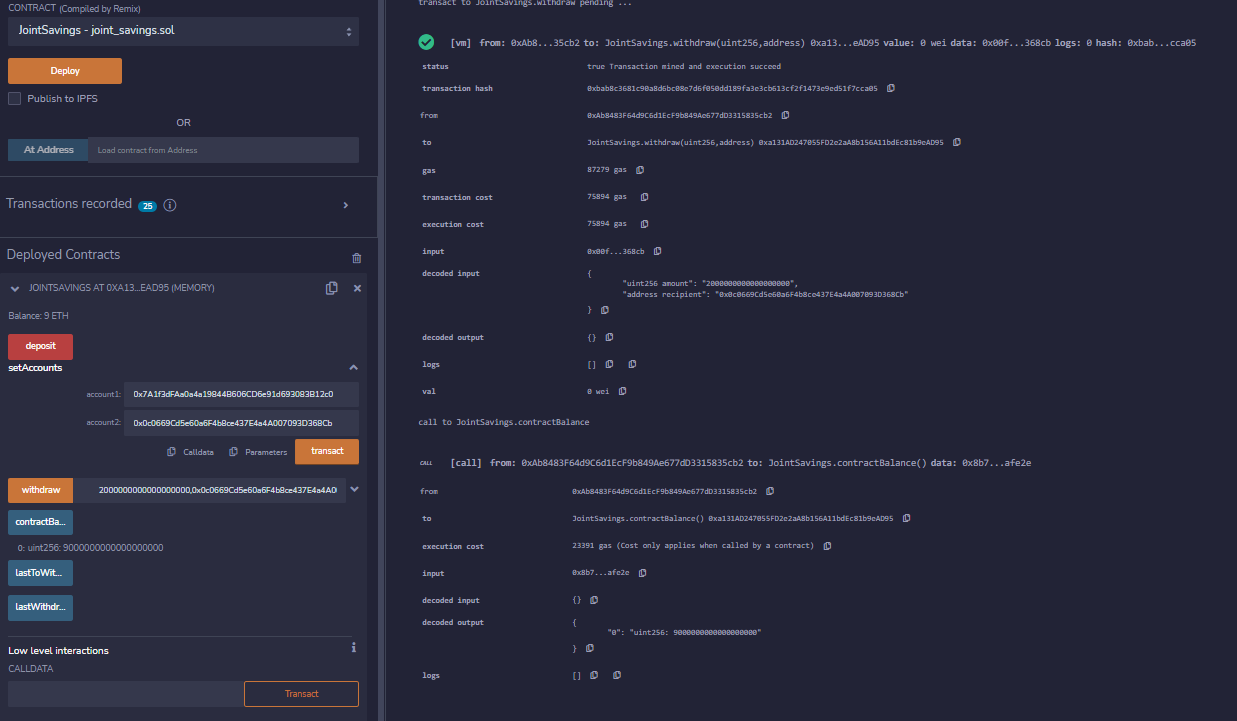 CONTRACT (Compiled by Remix)
JointSavings - joint_savings.sol
Deploy
Publish to IPFS
OR
At Address Load contract from Address
Transactions recorded 25 i
Deployed Contracts
JOINTSAVINGS AT 0XA13...EAD95 (MEMORY)
Balance: 9 ETH
deposit
setAccounts
account1: 0x7A1f3dFAa0a4a19844B606CD6e91d693083B12c0
account2: 0x0c0669Cd5e60a6F4b8ce437E4a4A007093D368Cb
Calldata Parameters transact
withdraw 2000000000000000000,0x0c0669Cd5e60a6F4b8ce437E4a4A0
contractBa...
0: uint256: 9000000000000000000
lastToWit...
lastWithdr...
Low level interactions i
CALLDATA
Transact
transact to JointSavings.withdraw pending ...
[vm] from: 0xAb8...35cb2 to: JointSavings.withdraw(uint256,address) 0xa13...eAD95 value: 0 wei data: 0x00f...368cb logs: 0 hash: 0xbab...cca05
status true Transaction mined and execution succeed
transaction hash 0xbab8c3681c90a8d6bc08e7d6f050dd189fa3e3cb613cf2f1473e9ed51f7cca05
from 0xAb8483F64d9C6d1EcF9b849Ae677dD3315835cb2
to JointSavings.withdraw(uint256,address) 0xa131AD247055FD2e2aA8b156A11bdEc81b9eAD95
gas 87279 gas
transaction cost 75894 gas
execution cost 75894 gas
input 0x00f...368cb
decoded input {
"uint256 amount": "2000000000000000000",
"address recipient": "0x0c0669Cd5e60a6F4b8ce437E4a4A007093D368Cb"
}
decoded output {}
logs []
val 0 wei
call to JointSavings.contractBalance
CALL [call] from: 0xAb8483F64d9C6d1EcF9b849Ae677dD3315835cb2 to: JointSavings.contractBalance() data: 0x8b7...afe2e
from 0xAb8483F64d9C6d1EcF9b849Ae677dD3315835cb2
to JointSavings.contractBalance() 0xa131AD247055FD2e2aA8b156A11bdEc81b9eAD95
execution cost 23391 gas (Cost only applies when called by a contract)
input 0x8b7...afe2e
decoded input {}
decoded output {
"0": "uint256: 9000000000000000000"
}
logs []